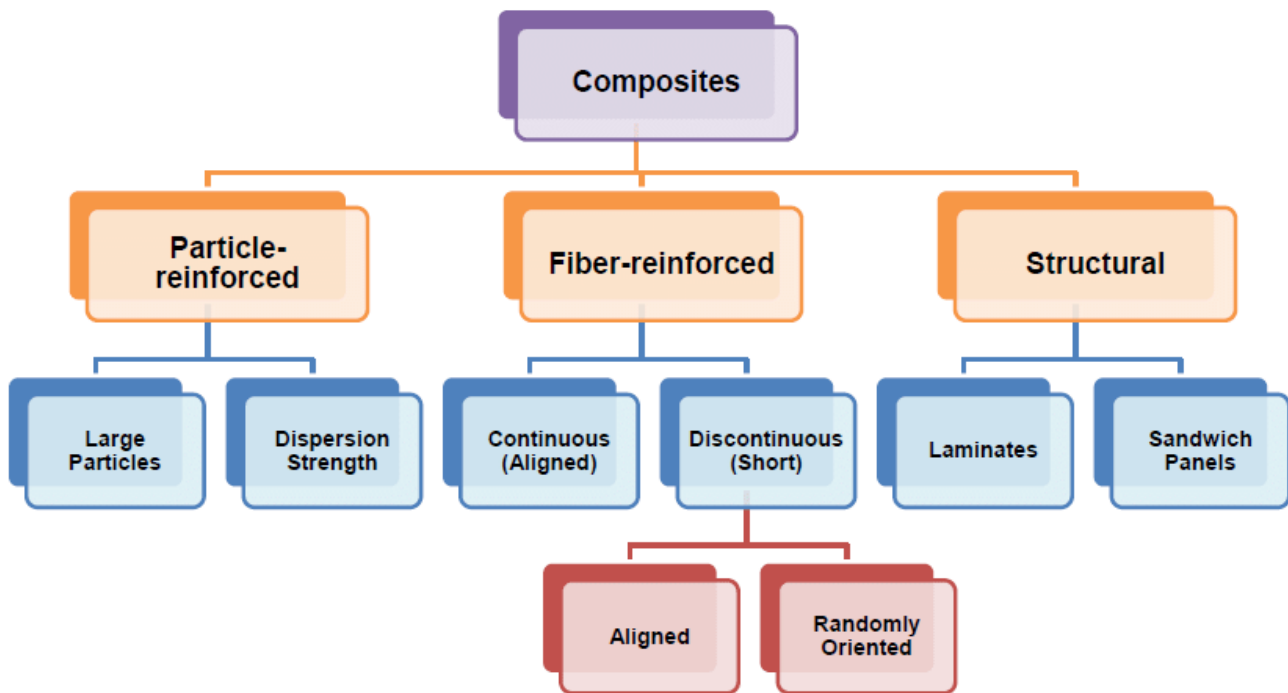 Composites
Particle-
reinforced
Fiber-reinforced
Structural
Large
Particles
Dispersion
Strength
Continuous
(Aligned)
Discontinuous
(Short)
Laminates
Sandwich
Panels
Aligned
Randomly
Oriented